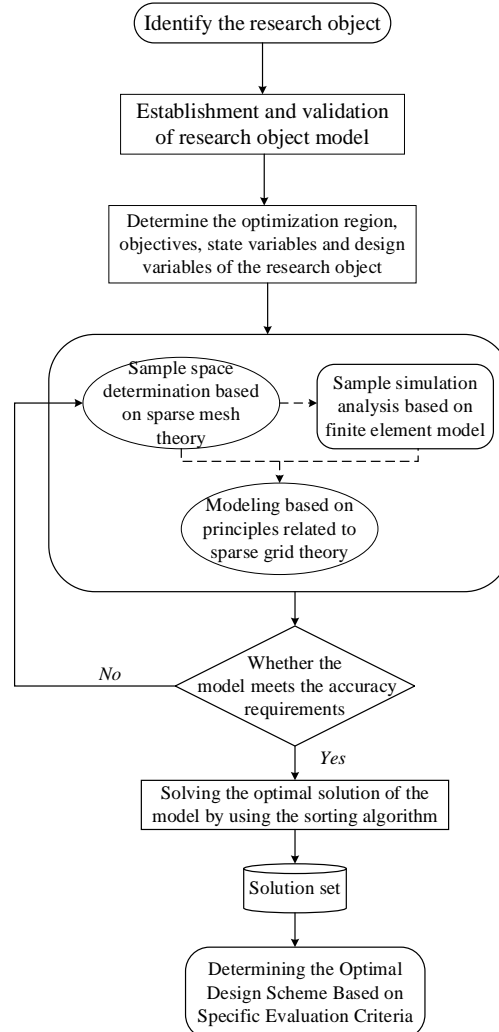 Identify the research object
Establishment and validation
of research object model
Determine the optimization region,
objectives, state variables and design
variables of the research object
Sample space
determination based
on sparse mesh
theory
Sample simulation
analysis based on
finite element model
Modeling based on
principles related to
sparse grid theory
Whether the
model meets the accuracy
requirements
No
Yes
Solving the optimal solution of the
model by using the sorting algorithm
Solution set
Determining the Optimal
Design Scheme Based on
Specific Evaluation Criteria